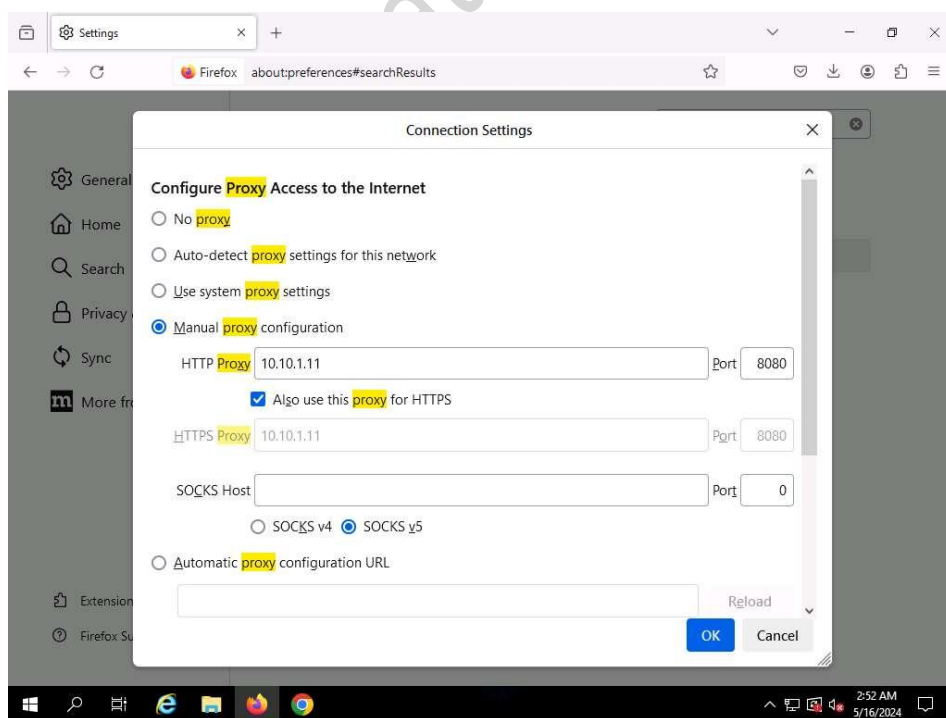 Settings
Firefox about:preferences#searchResults
Connection Settings
General
Configure Proxy Access to the Internet
Home
No proxy
Auto-detect proxy settings for this network
Search
Use system proxy settings
Privacy
Manual proxy configuration
HTTP Proxy 10.10.1.11 Port 8080
Sync
Also use this proxy for HTTPS
More fr
HTTPS Proxy 10.10.1.11 Port 8080
SOCKS Host Port 0
SOCKS v4 SOCKS v5
Automatic proxy configuration URL
Extension
Reload
Firefox Su
OK Cancel
2:52 AM
5/16/2024